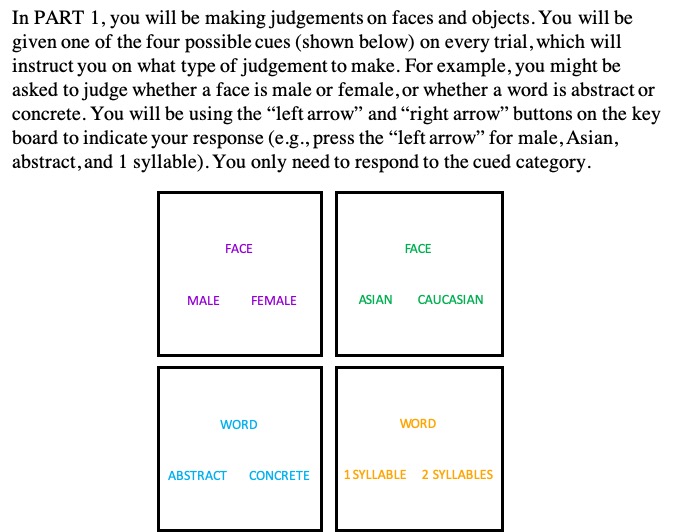 In PART 1, you will be making judgements on faces and objects. You will be
given one of the four possible cues (shown below) on every trial, which will
instruct you on what type of judgement to make. For example, you might be
asked to judge whether a face is male or female, or whether a word is abstract or
concrete. You will be using the “left arrow” and “right arrow” buttons on the key
board to indicate your response (e.g., press the “left arrow” for male, Asian,
abstract, and 1 syllable). You only need to respond to the cued category.
FACE
MALE FEMALE
FACE
ASIAN CAUCASIAN
WORD
ABSTRACT CONCRETE
WORD
1 SYLLABLE 2 SYLLABLES